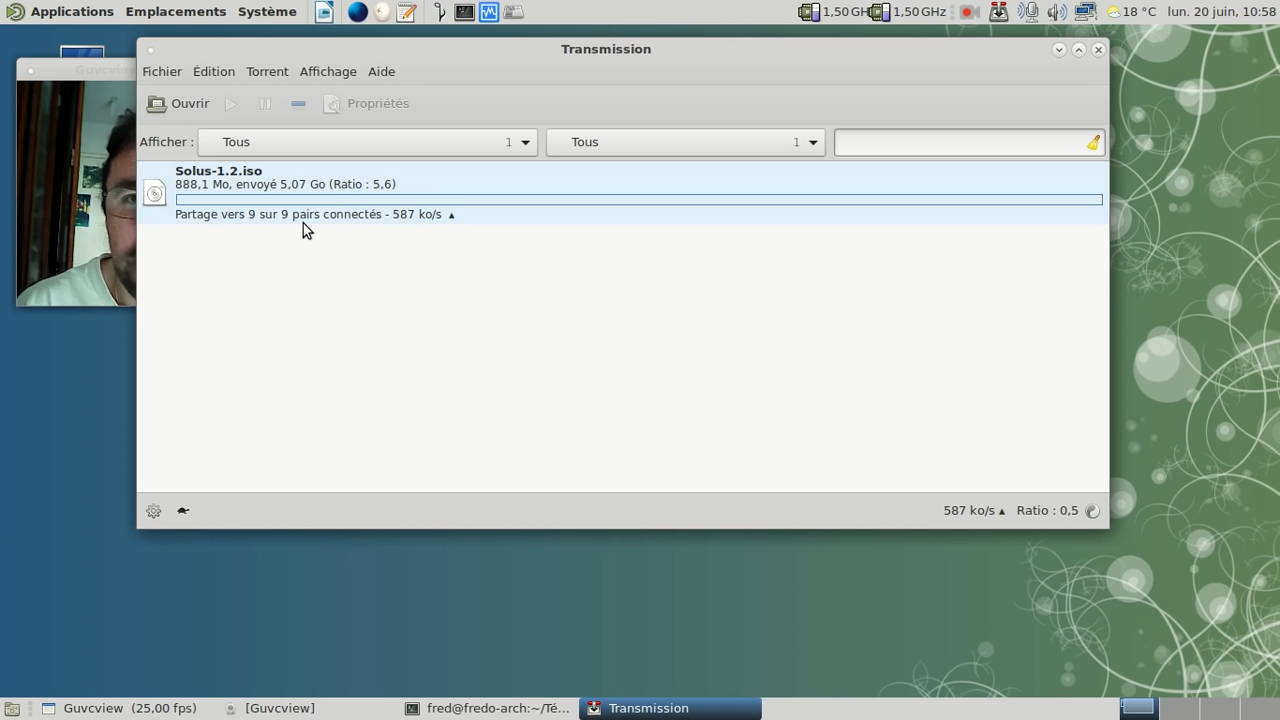 Applications Emplacements Système 1,50 GH 1,50 GHz 18 °C lun. 20 juin, 10:58
Transmission
Fichier Édition Torrent Affichage Aide
Ouvrir Propriétés
Afficher : Tous 1 Tous 1
Solus-1.2.iso
888,1 Mo, envoyé 5,07 Go (Ratio : 5,6)
Partage vers 9 sur 9 pairs connectés - 587 ko/s ▴
587 ko/s ▴ Ratio : 0,5
Guvcview (25,00 fps) [Guvcview] fred@fredo-arch:~/Té... Transmission